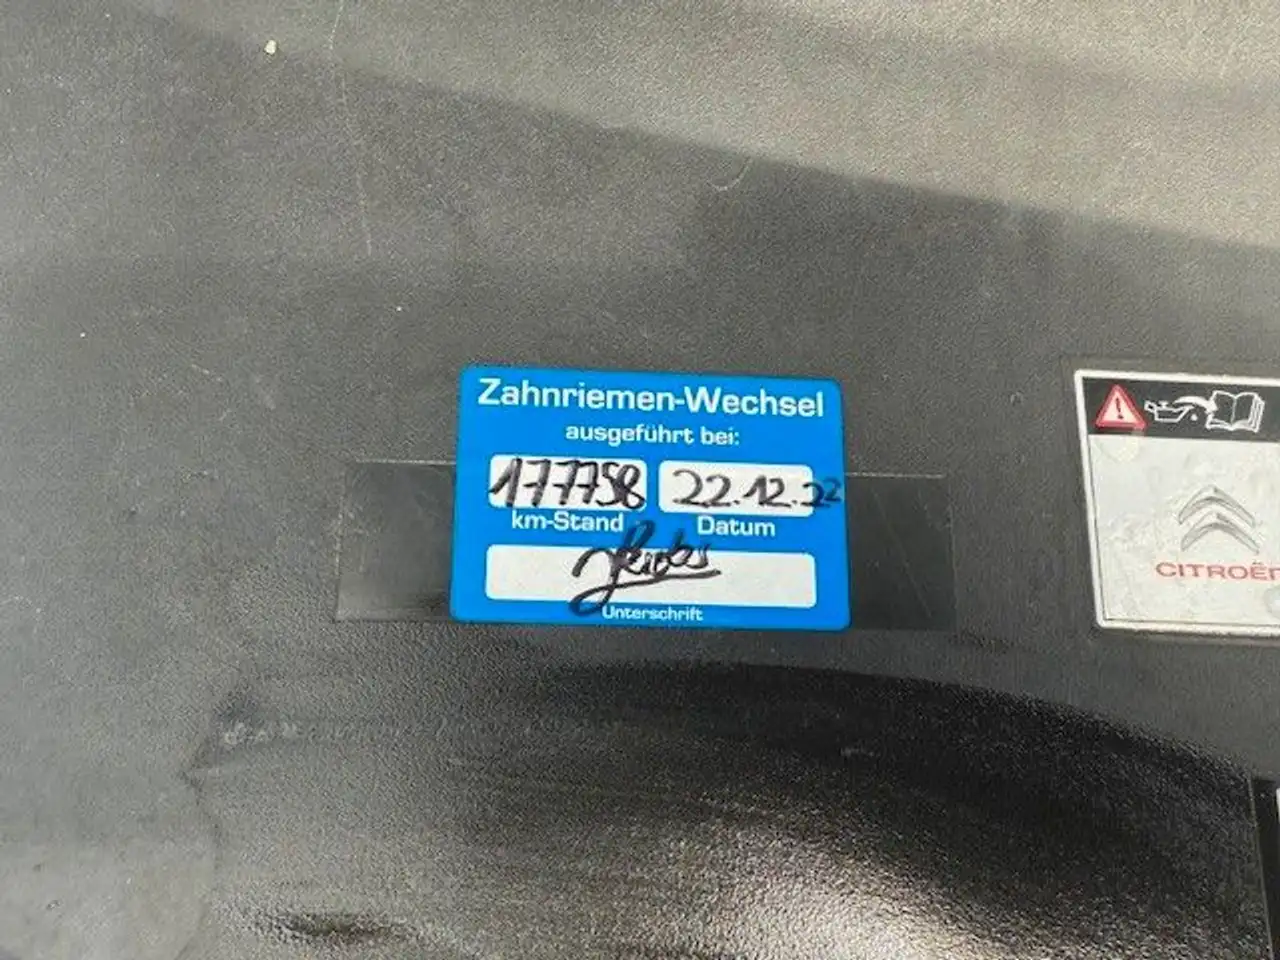 Zahnriemen-Wechsel
ausgeführt bei:
177758 22.12.22
km-Stand Datum
Unterschrift
CITROËN